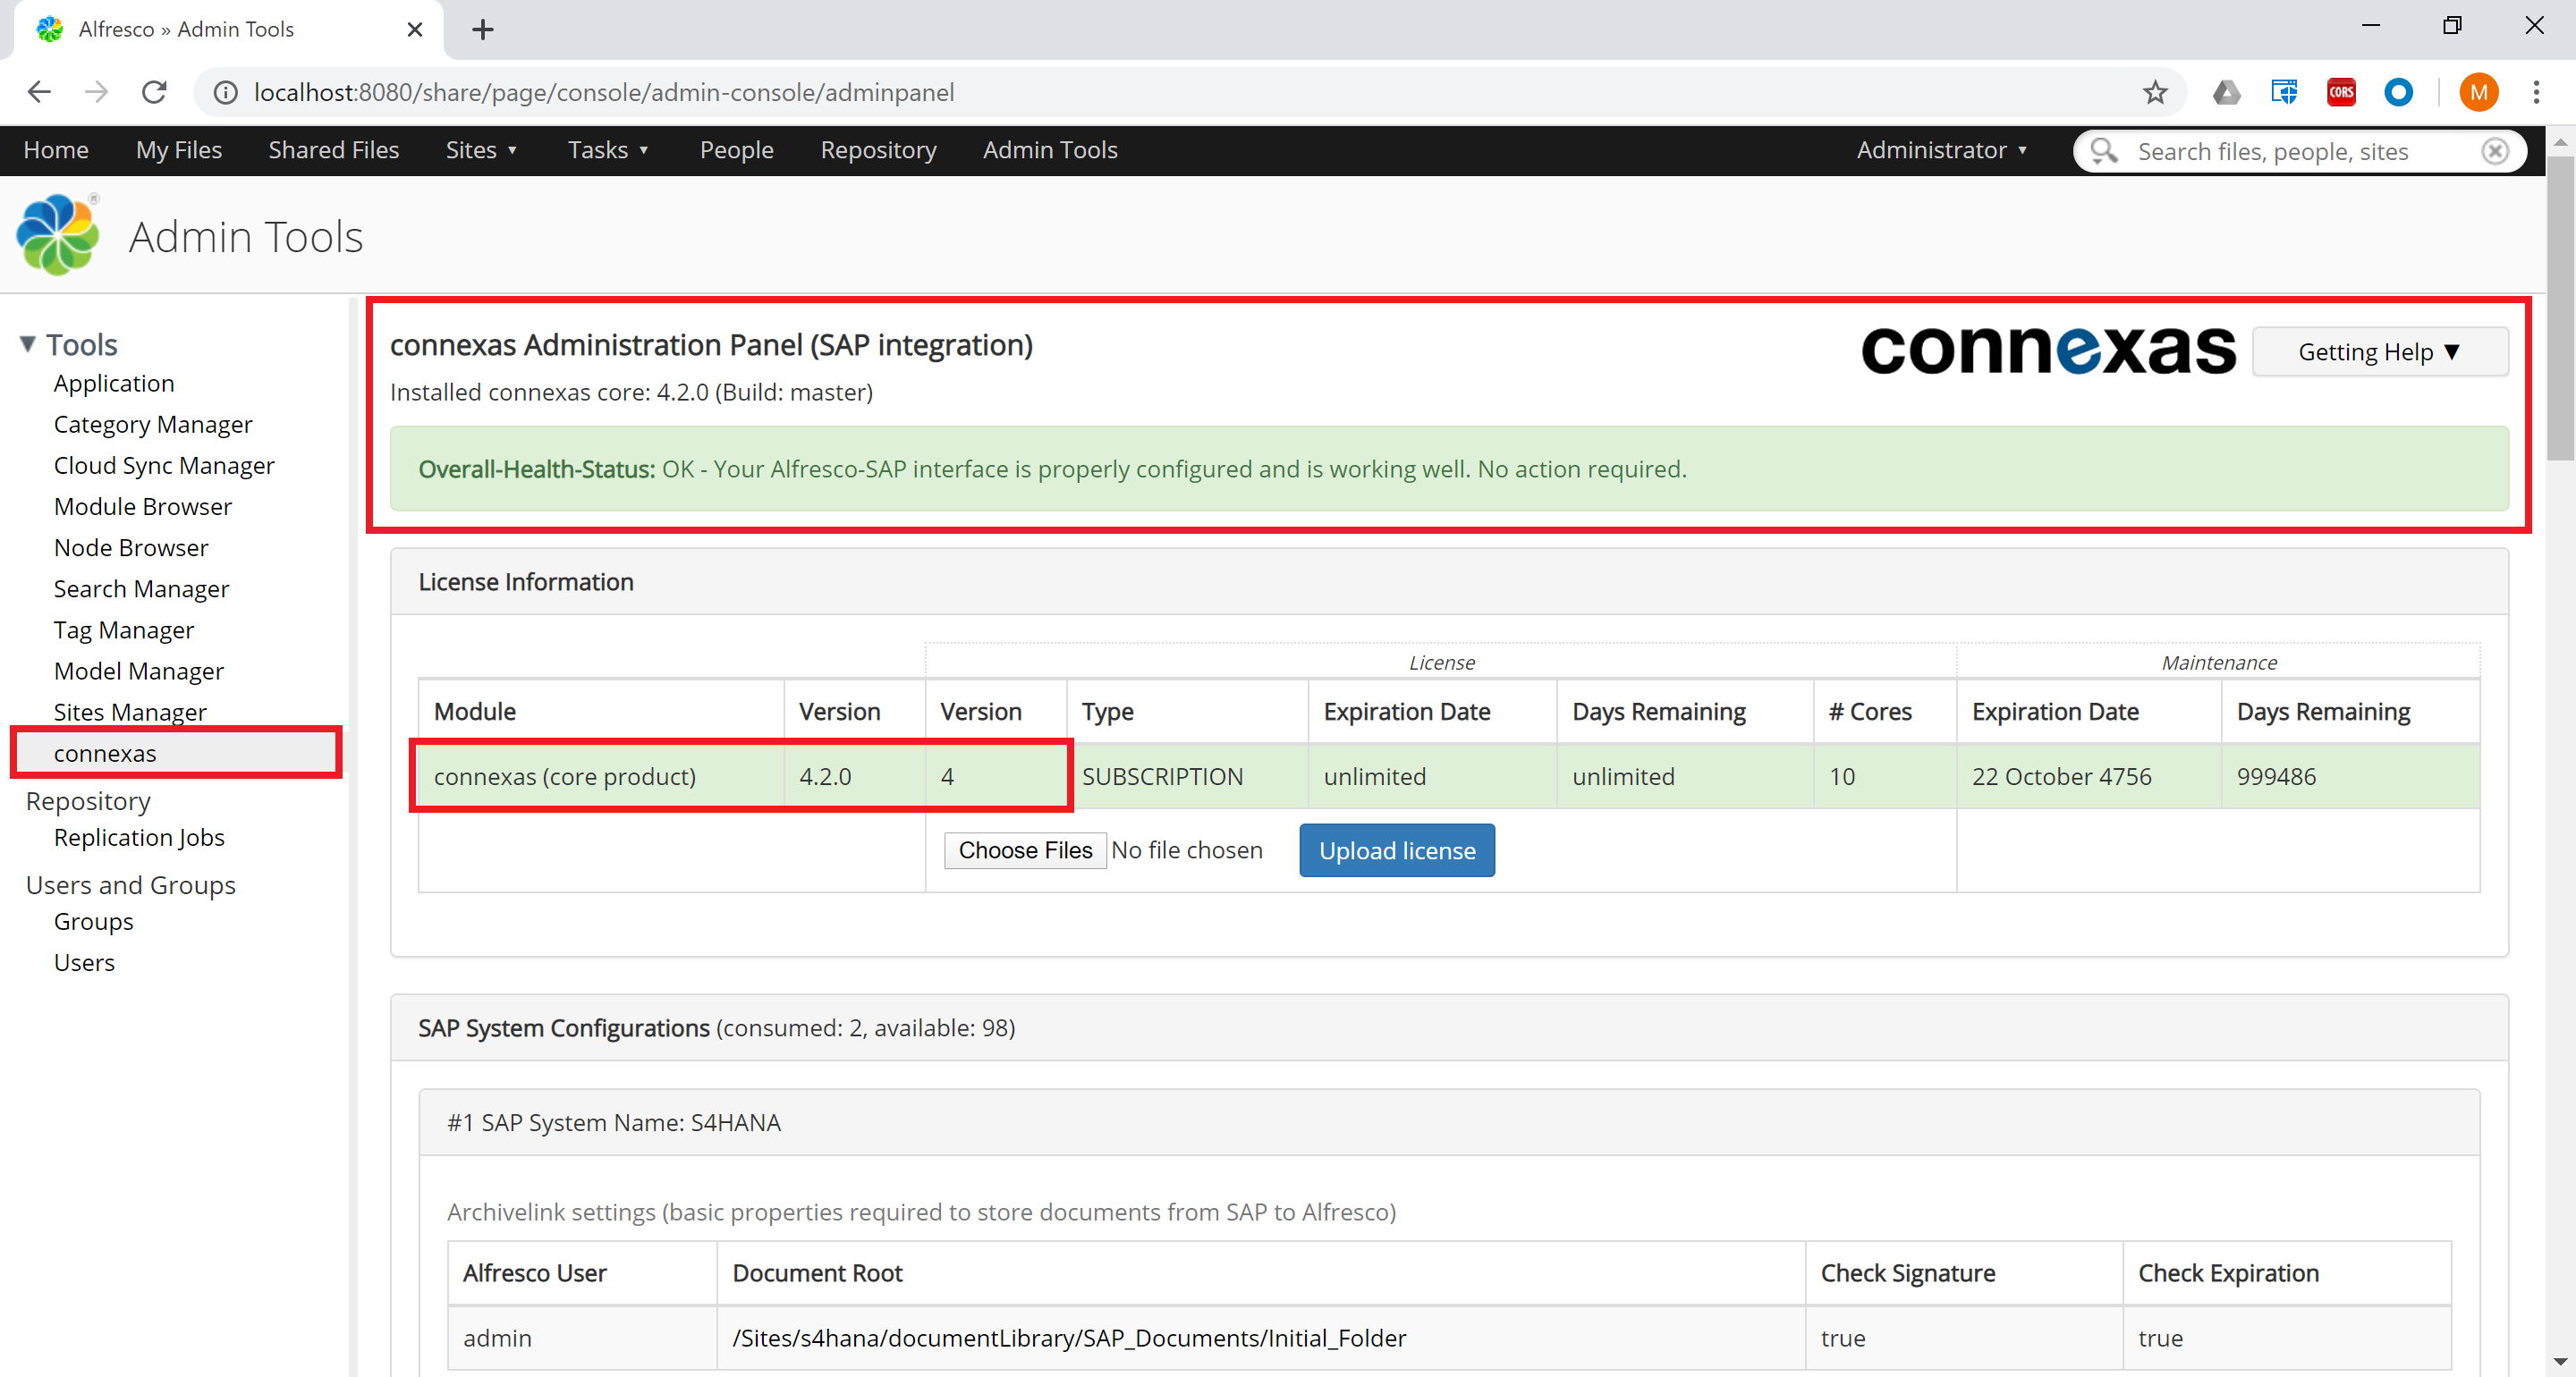 Alfresco » Admin Tools
localhost:8080/share/page/console/admin-console/adminpanel
CORS
M
Home My Files Shared Files Sites ▼ Tasks ▼ People Repository Admin Tools Administrator ▼ Search files, people, sites
Admin Tools
▼ Tools
Application
Category Manager
Cloud Sync Manager
Module Browser
Node Browser
Search Manager
Tag Manager
Model Manager
Sites Manager
connexas
Repository
Replication Jobs
Users and Groups
Groups
Users
connexas Administration Panel (SAP integration)
connexas
Getting Help ▼
Installed connexas core: 4.2.0 (Build: master)
Overall-Health-Status: OK - Your Alfresco-SAP interface is properly configured and is working well. No action required.
License Information
License Maintenance
Module Version Version Type Expiration Date Days Remaining # Cores Expiration Date Days Remaining
connexas (core product) 4.2.0 4 SUBSCRIPTION unlimited unlimited 10 22 October 4756 999486
Choose Files No file chosen Upload license
SAP System Configurations (consumed: 2, available: 98)
#1 SAP System Name: S4HANA
Archivelink settings (basic properties required to store documents from SAP to Alfresco)
Alfresco User Document Root Check Signature Check Expiration
admin /Sites/s4hana/documentLibrary/SAP_Documents/Initial_Folder true true